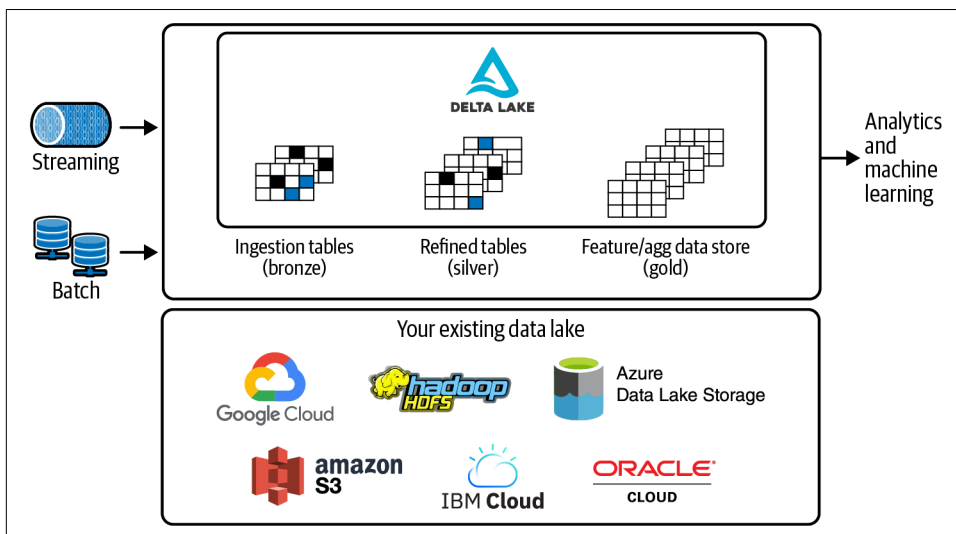 DELTA LAKE
Streaming
Batch
Ingestion tables
(bronze)
Refined tables
(silver)
Feature/agg data store
(gold)
Analytics
and
machine
learning
Your existing data lake
Google Cloud
hadoop
HDFS
Azure
Data Lake Storage
amazon
S3
IBM Cloud
ORACLE®
CLOUD